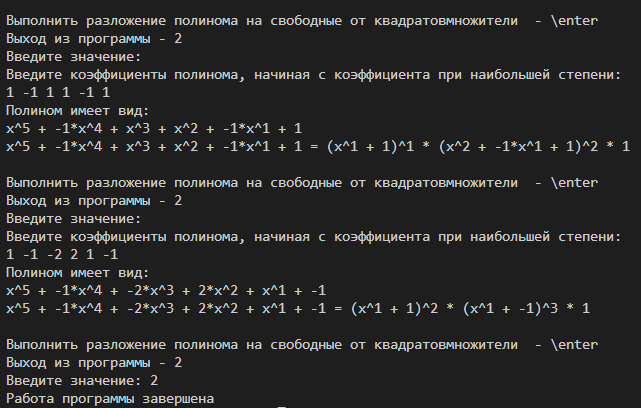 Выполнить разложение полинома на свободные от квадратовмножители  - \enter
Выход из программы - 2
Введите значение:
Введите коэффициенты полинома, начиная с коэффициента при наибольшей степени:
1 -1 1 1 -1 1
Полином имеет вид:
x^5 + -1*x^4 + x^3 + x^2 + -1*x^1 + 1
x^5 + -1*x^4 + x^3 + x^2 + -1*x^1 + 1 = (x^1 + 1)^1 * (x^2 + -1*x^1 + 1)^2 * 1
Выполнить разложение полинома на свободные от квадратовмножители  - \enter
Выход из программы - 2
Введите значение:
Введите коэффициенты полинома, начиная с коэффициента при наибольшей степени:
1 -1 -2 2 1 -1
Полином имеет вид:
x^5 + -1*x^4 + -2*x^3 + 2*x^2 + x^1 + -1
x^5 + -1*x^4 + -2*x^3 + 2*x^2 + x^1 + -1 = (x^1 + 1)^2 * (x^1 + -1)^3 * 1
Выполнить разложение полинома на свободные от квадратовмножители  - \enter
Выход из программы - 2
Введите значение: 2
Работа программы завершена